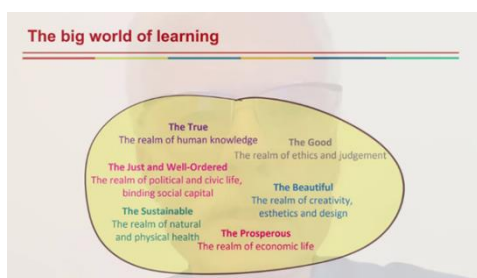 The big world of learning
The True
The realm of human knowledge
The Good
The realm of ethics and judgement
The Just and Well-Ordered
The realm of political and civic life,
binding social capital
The Beautiful
The realm of creativity,
esthetics and design
The Sustainable
The realm of natural
and physical health
The Prosperous
The realm of economic life